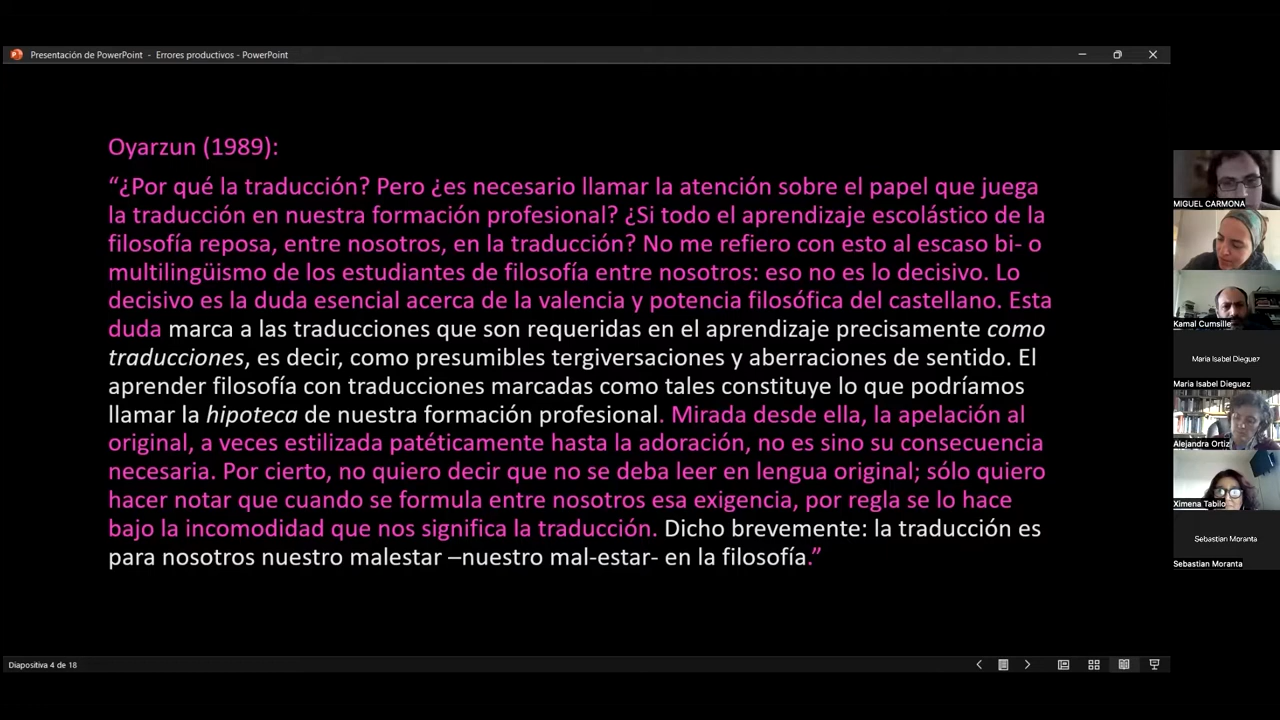 Presentación de PowerPoint - Errores productivos - PowerPoint
Oyarzun (1989):
“¿Por qué la traducción? Pero ¿es necesario llamar la atención sobre el papel que juega
la traducción en nuestra formación profesional? ¿Si todo el aprendizaje escolástico de la
filosofía reposa, entre nosotros, en la traducción? No me refiero con esto al escaso bi- o
multilingüismo de los estudiantes de filosofía entre nosotros: eso no es lo decisivo. Lo
decisivo es la duda esencial acerca de la valencia y potencia filosófica del castellano. Esta
duda marca a las traducciones que son requeridas en el aprendizaje precisamente como
traducciones, es decir, como presumibles tergiversaciones y aberraciones de sentido. El
aprender filosofía con traducciones marcadas como tales constituye lo que podríamos
llamar la hipoteca de nuestra formación profesional. Mirada desde ella, la apelación al
original, a veces estilizada patéticamente hasta la adoración, no es sino su consecuencia
necesaria. Por cierto, no quiero decir que no se deba leer en lengua original; sólo quiero
hacer notar que cuando se formula entre nosotros esa exigencia, por regla se lo hace
bajo la incomodidad que nos significa la traducción. Dicho brevemente: la traducción es
para nosotros nuestro malestar –nuestro mal-estar- en la filosofía.”
Diapositiva 4 de 18
MIGUEL CARMONA
Kamal Cumsille
Maria Isabel Dieguez
Maria Isabel Dieguez
Alejandra Ortiz
Ximena Tabilo
Sebastian Moranta
Sebastian Moranta